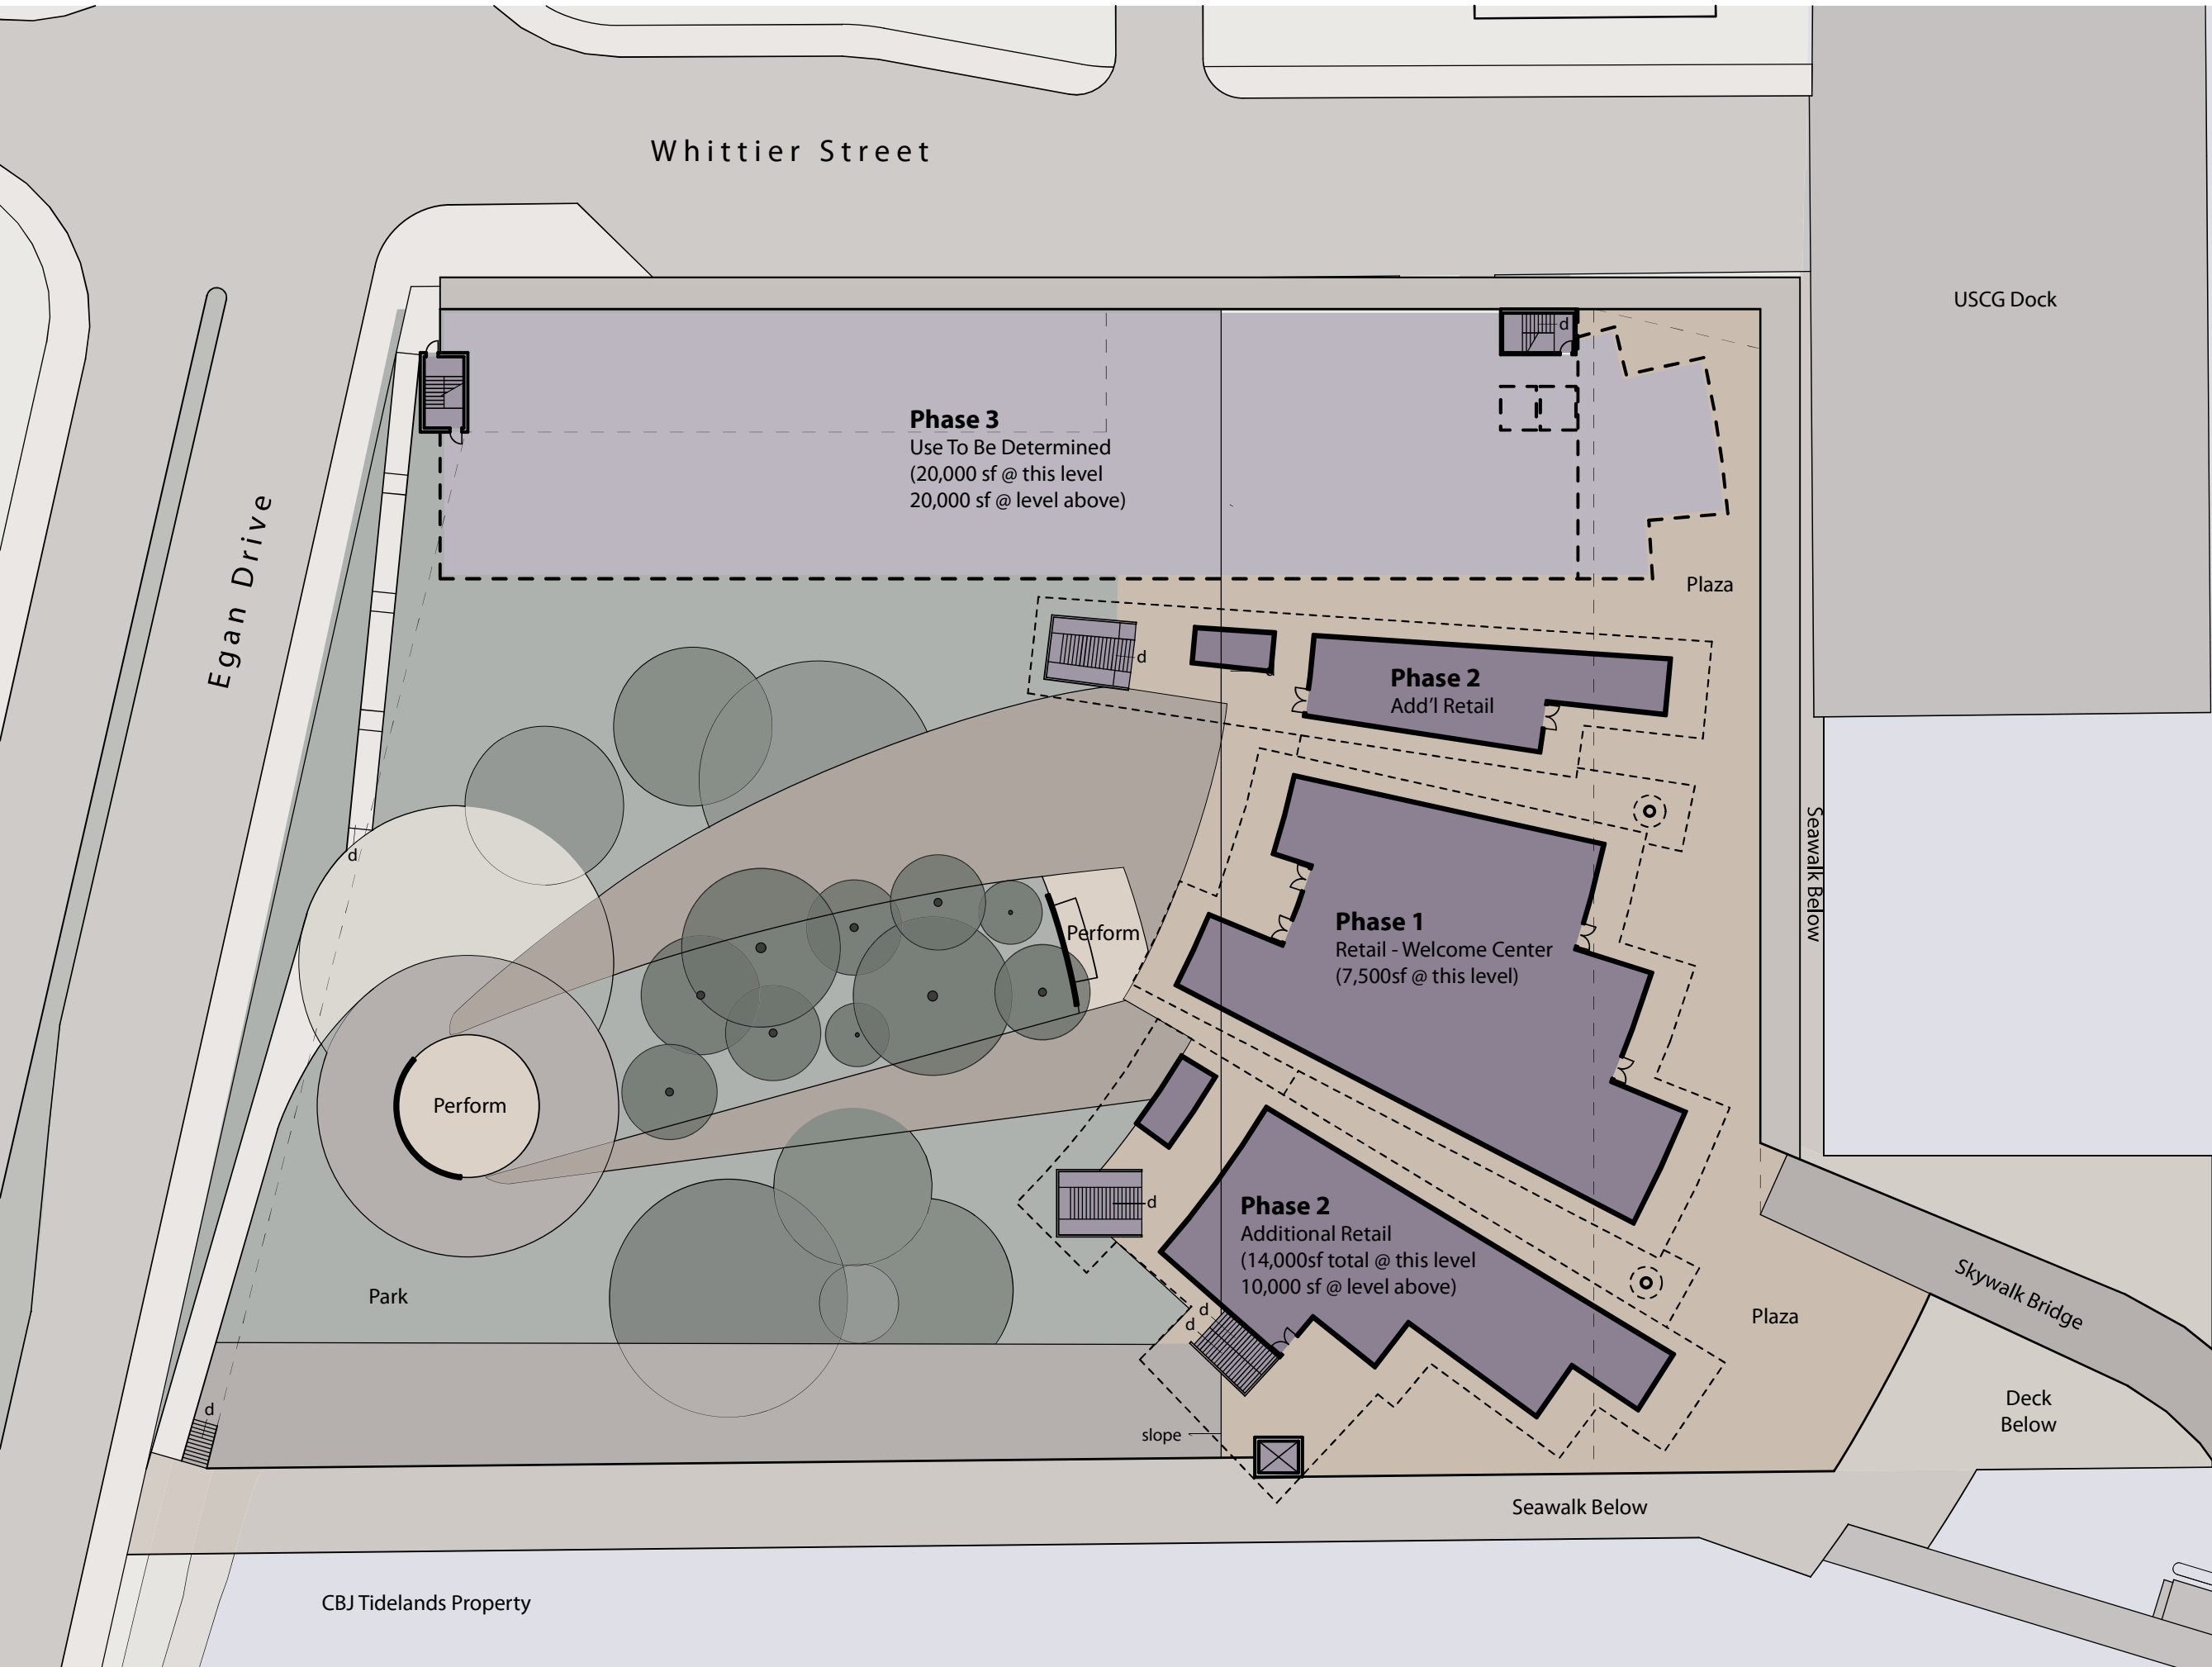 Whittier Street
USCG Dock
d
Phase 3
Use To Be Determined
(20,000 sf @ this level
20,000 sf @ level above)
Egan Drive
Plaza
d
Phase 2
Add'l Retail
Seawalk Below
d
Perform
Phase 1
Retail - Welcome Center
(7,500sf @ this level)
Perform
d
Phase 2
Additional Retail
(14,000sf total @ this level
10,000 sf @ level above)
Park
d
d
Plaza
Skywalk Bridge
Deck
Below
d
slope
Seawalk Below
CBJ Tidelands Property